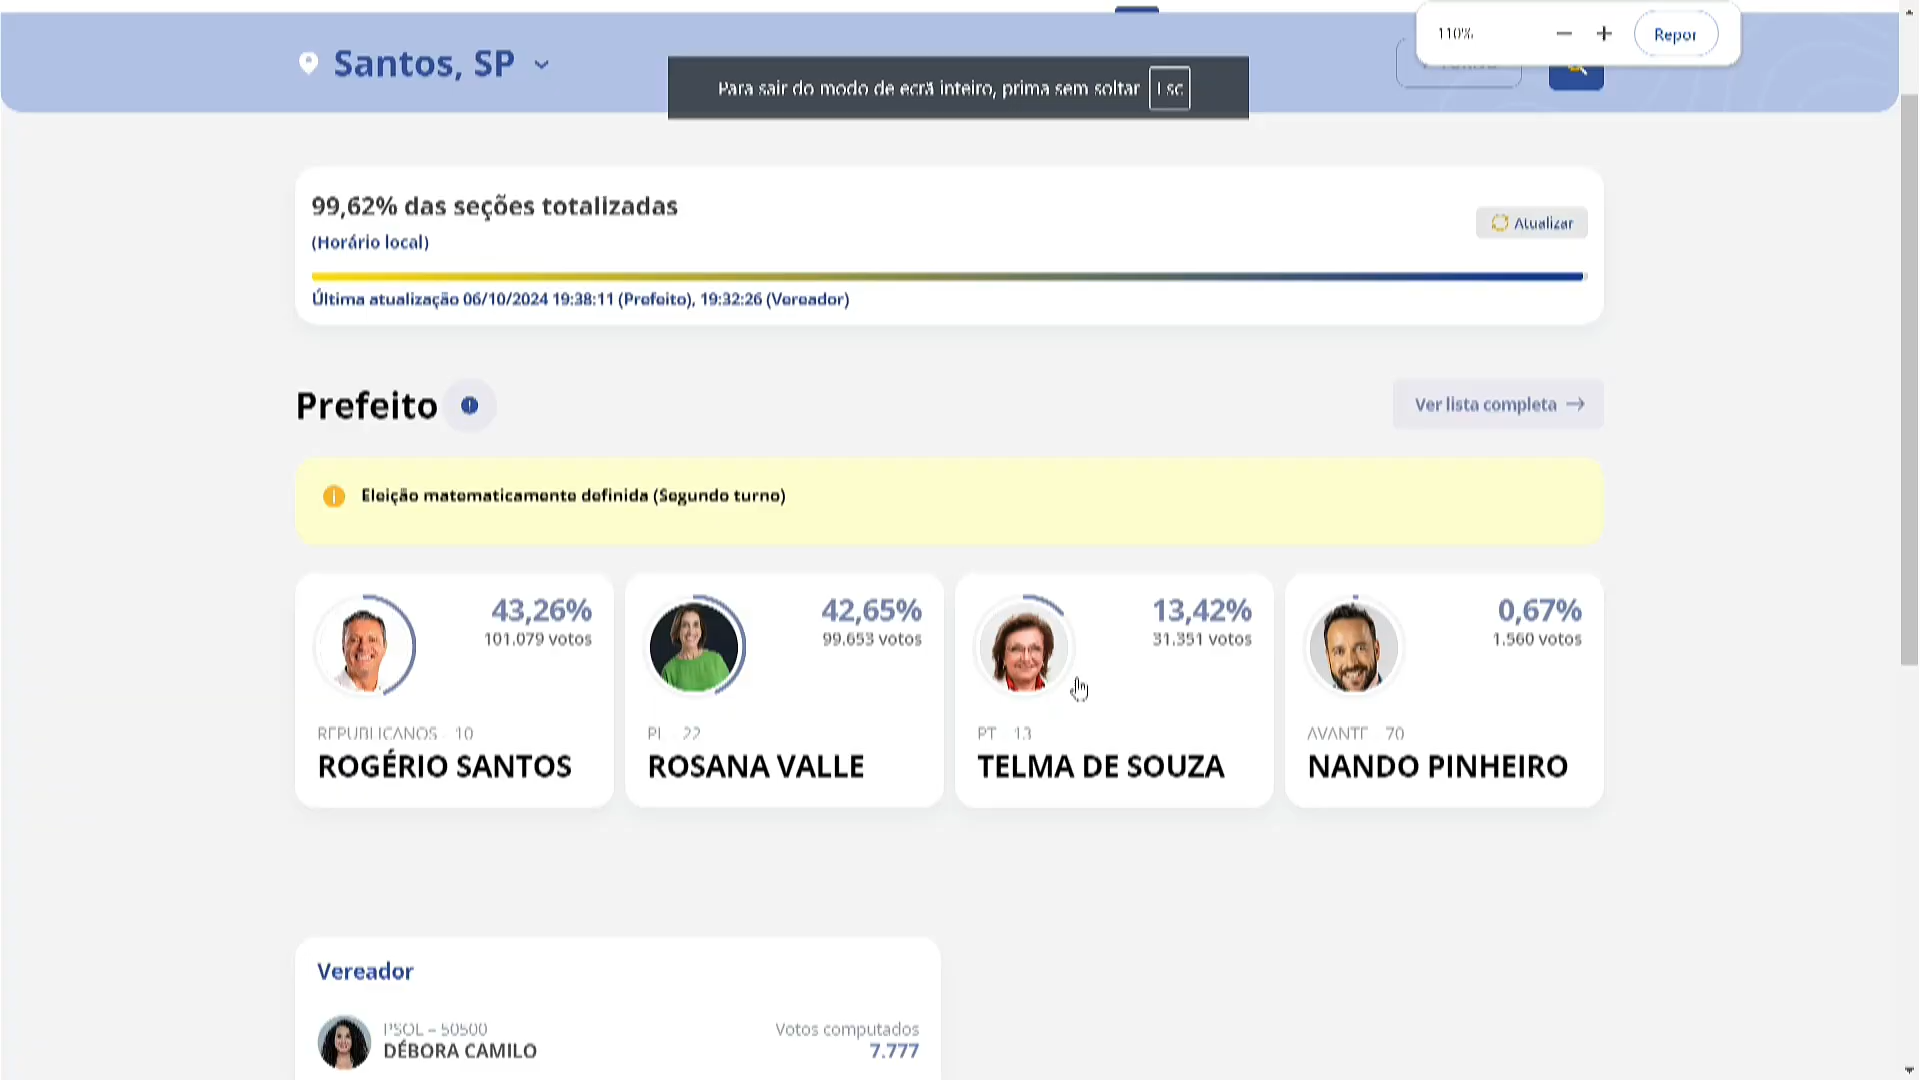 110%
Repor
Santos, SP
Para sair do modo de ecrã inteiro, prima sem soltar Esc
99,62% das seções totalizadas
(Horário local)
Atualizar
Última atualização 06/10/2024 19:38:11 (Prefeito), 19:32:26 (Vereador)
Prefeito
Ver lista completa →
Eleição matematicamente definida (Segundo turno)
43,26%
101.079 votos
REPUBLICANOS - 10
ROGÉRIO SANTOS
42,65%
99.653 votos
PL - 22
ROSANA VALLE
13,42%
31.351 votos
PT - 13
TELMA DE SOUZA
0,67%
1.560 votos
AVANTE - 70
NANDO PINHEIRO
Vereador
PSOL – 50500
DÉBORA CAMILO
Votos computados
7.777